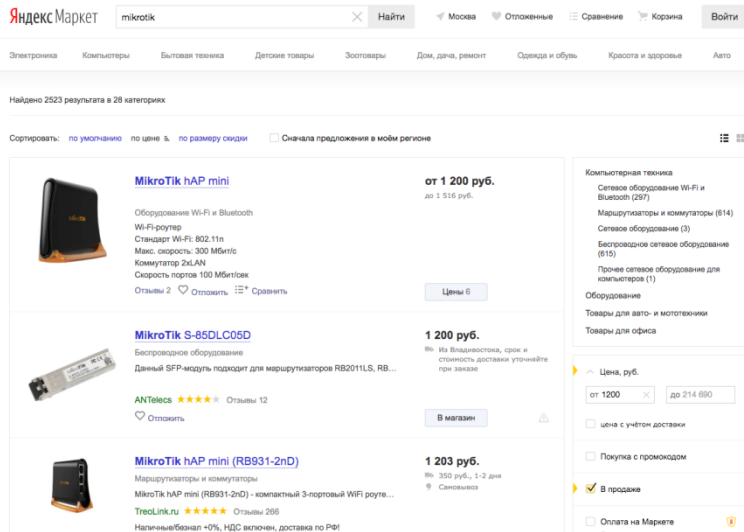 Яндекс Маркет
mikrotik
Найти
Москва
Отложенные
Сравнение
Корзина
Войти
Электроника
Компьютеры
Бытовая техника
Детские товары
Зоотовары
Дом, дача, ремонт
Одежда и обувь
Красота и здоровье
Авто
Найдено 2523 результата в 28 категориях
Сортировать: по умолчанию по цене по размеру скидки
Сначала предложения в моём регионе
MikroTik hAP mini
Оборудование Wi-Fi и Bluetooth
Wi-Fi-роутер
Стандарт Wi-Fi: 802.11n
Макс. скорость: 300 Мбит/с
Коммутатор 2xLAN
Скорость портов 100 Мбит/сек
Отзывы 2 Отложить Сравнить
от 1 200 руб.
до 1 516 руб.
Цены 6
MikroTik S-85DLC05D
Беспроводное оборудование
Данный SFP-модуль подходит для маршрутизаторов RB2011LS, RB...
ANTelecs Отзывы 12
Отложить
1 200 руб.
Из Владивостока, срок и
стоимость доставки уточняйте
при заказе
В магазин
MikroTik hAP mini (RB931-2nD)
Маршрутизаторы и коммутаторы
MikroTik hAP mini (RB931-2nD) - компактный 3-портовый WiFi роуте...
TreoLink.ru Отзывы 266
Наличные/безнал +0%, НДС включен, доставка по РФ!
1 203 руб.
350 руб., 1-2 дня
Самовывоз
Компьютерная техника
Сетевое оборудование Wi-Fi и
Bluetooth (297)
Маршрутизаторы и коммутаторы (614)
Сетевое оборудование (3)
Беспроводное сетевое оборудование
(615)
Прочее сетевое оборудование для
компьютеров (1)
Оборудование
Товары для авто- и мототехники
Товары для офиса
Цена, руб.
от 1200
до 214 690
цена с учётом доставки
Покупка с промокодом
В продаже
Оплата на Маркете